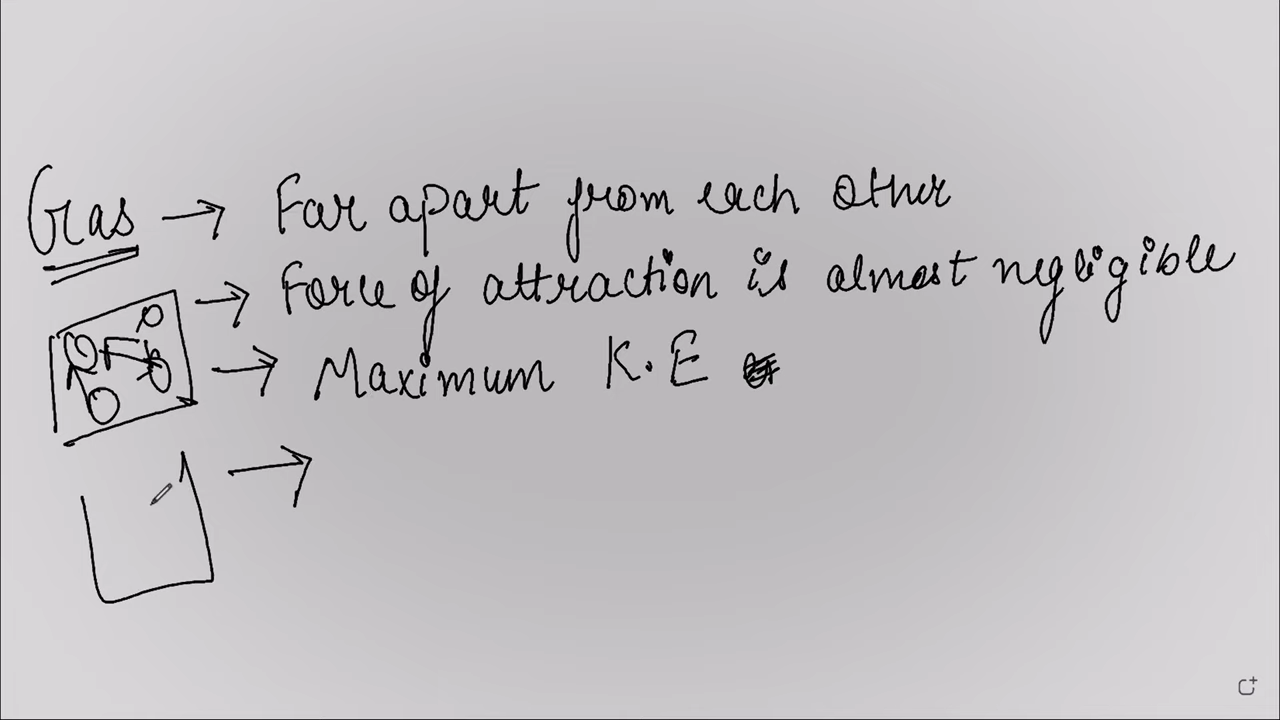 Gas → Far apart from each other
→ Force of attraction is almost negligible
→ Maximum K.E
→